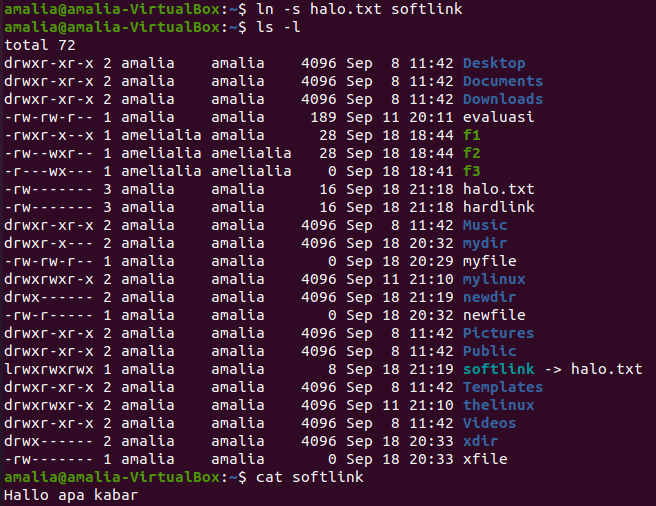 amalia@amalia-VirtualBox:~$ ln -s halo.txt softlink
amalia@amalia-VirtualBox:~$ ls -l
total 72
drwxr-xr-x 2 amalia    amalia    4096 Sep  8 11:42 Desktop
drwxr-xr-x 2 amalia    amalia    4096 Sep  8 11:42 Documents
drwxr-xr-x 2 amalia    amalia    4096 Sep  8 11:42 Downloads
-rw-rw-r-- 1 amalia    amalia     189 Sep 11 20:11 evaluasi
-rwxr-x--x 1 amelialia amalia      28 Sep 18 18:44 f1
-rw--wxr-- 1 amelialia amelialia   28 Sep 18 18:44 f2
-r---wx--- 1 amelialia amelialia    0 Sep 18 18:41 f3
-rw------- 3 amalia    amalia      16 Sep 18 21:18 halo.txt
-rw------- 3 amalia    amalia      16 Sep 18 21:18 hardlink
drwxr-xr-x 2 amalia    amalia    4096 Sep  8 11:42 Music
drwxr-x--- 2 amalia    amalia    4096 Sep 18 20:32 mydir
-rw-rw-r-- 1 amalia    amalia       0 Sep 18 20:29 myfile
drwxrwxr-x 2 amalia    amalia    4096 Sep 11 21:10 mylinux
drwx------ 2 amalia    amalia    4096 Sep 18 21:19 newdir
-rw-r----- 1 amalia    amalia       0 Sep 18 20:32 newfile
drwxr-xr-x 2 amalia    amalia    4096 Sep  8 11:42 Pictures
drwxr-xr-x 2 amalia    amalia    4096 Sep  8 11:42 Public
lrwxrwxrwx 1 amalia    amalia       8 Sep 18 21:19 softlink -> halo.txt
drwxr-xr-x 2 amalia    amalia    4096 Sep  8 11:42 Templates
drwxrwxr-x 2 amalia    amalia    4096 Sep 11 21:10 thelinux
drwxr-xr-x 2 amalia    amalia    4096 Sep  8 11:42 Videos
drwx------ 2 amalia    amalia    4096 Sep 18 20:33 xdir
-rw------- 1 amalia    amalia       0 Sep 18 20:33 xfile
amalia@amalia-VirtualBox:~$ cat softlink
Hallo apa kabar